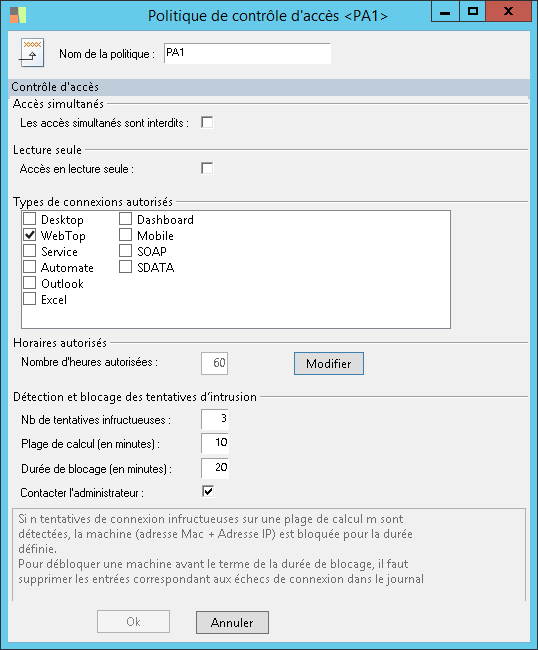 Politique de contrôle d'accès <PA1>
Nom de la politique : PA1
Contrôle d'accès
Accès simultanés
Les accès simultanés sont interdits :
Lecture seule
Accès en lecture seule :
Types de connexions autorisés
Desktop Dashboard
WebTop Mobile
Service SOAP
Automate SDATA
Outlook
Excel
Horaires autorisés
Nombre d'heures autorisées : 60 Modifier
Détection et blocage des tentatives d'intrusion
Nb de tentatives infructueuses : 3
Plage de calcul (en minutes) : 10
Durée de blocage (en minutes) : 20
Contacter l'administrateur :
Si n tentatives de connexion infructueuses sur une plage de calcul m sont
détectées, la machine (adresse Mac + Adresse IP) est bloquée pour la durée
définie.
Pour débloquer une machine avant le terme de la durée de blocage, il faut
supprimer les entrées correspondant aux échecs de connexion dans le journal
Ok Annuler